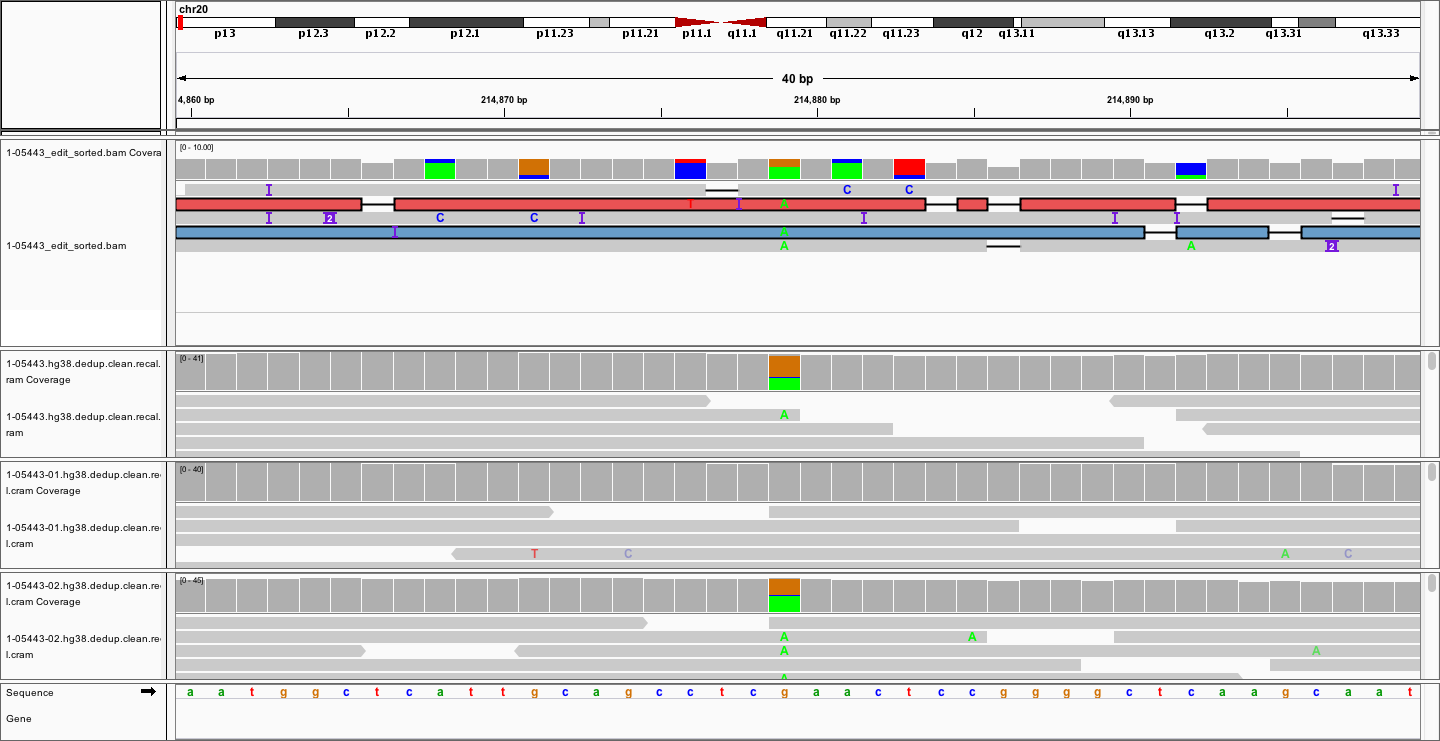 chr20
p13 p12.3 p12.2 p12.1 p11.23 p11.21 p11.1 q11.1 q11.21 q11.22 q11.23 q12 q13.11 q13.13 q13.2 q13.31 q13.33
40 bp
4,860 bp 214,870 bp 214,880 bp 214,890 bp
1-05443_edit_sorted.bam Covera
[0 - 10.00]
I C C I
T I A
I 2 C C I I I I
I
1-05443_edit_sorted.bam
A A 2
1-05443.hg38.dedup.clean.recal.
ram Coverage
[0 - 41]
1-05443.hg38.dedup.clean.recal.
ram
A
1-05443-01.hg38.dedup.clean.re
l.cram Coverage
[0 - 40]
1-05443-01.hg38.dedup.clean.re
l.cram
T C A C
1-05443-02.hg38.dedup.clean.re
l.cram Coverage
[0 - 45]
1-05443-02.hg38.dedup.clean.re
l.cram
A A
A A
A
Sequence
a a t g g c t c a t t g c a g c c t c g a a c t c c g g g g c t c a a g c a a t
Gene